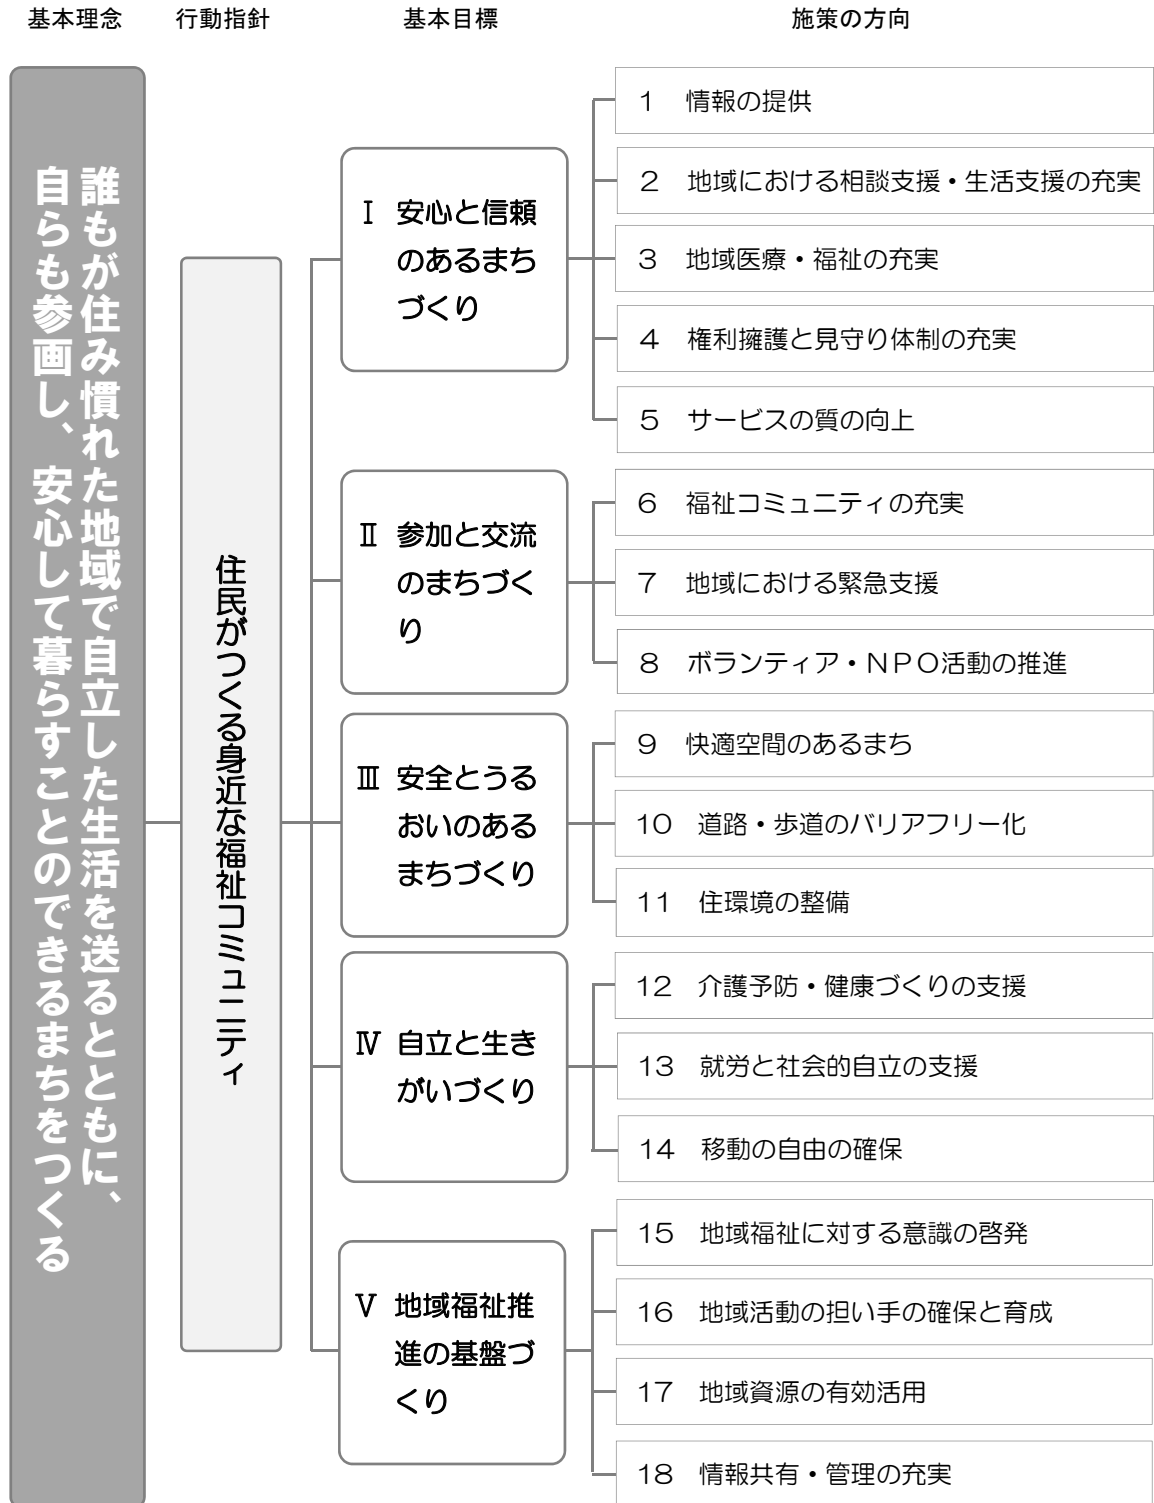 基本理念 行動指針 基本目標 施策の方向
誰もが住み慣れた地域で自立した生活を送るとともに、
自らも参画し、安心して暮らすことのできるまちをつくる
住民がつくる身近な福祉コミュニティ
Ⅰ 安心と信頼
のあるまち
づくり
1 情報の提供
2 地域における相談支援・生活支援の充実
3 地域医療・福祉の充実
4 権利擁護と見守り体制の充実
5 サービスの質の向上
Ⅱ 参加と交流
のまちづく
り
6 福祉コミュニティの充実
7 地域における緊急支援
8 ボランティア・NPO活動の推進
Ⅲ 安全とうる
おいのある
まちづくり
9 快適空間のあるまち
10 道路・歩道のバリアフリー化
11 住環境の整備
Ⅳ 自立と生き
がいづくり
12 介護予防・健康づくりの支援
13 就労と社会的自立の支援
14 移動の自由の確保
Ⅴ 地域福祉推
進の基盤づ
くり
15 地域福祉に対する意識の啓発
16 地域活動の担い手の確保と育成
17 地域資源の有効活用
18 情報共有・管理の充実